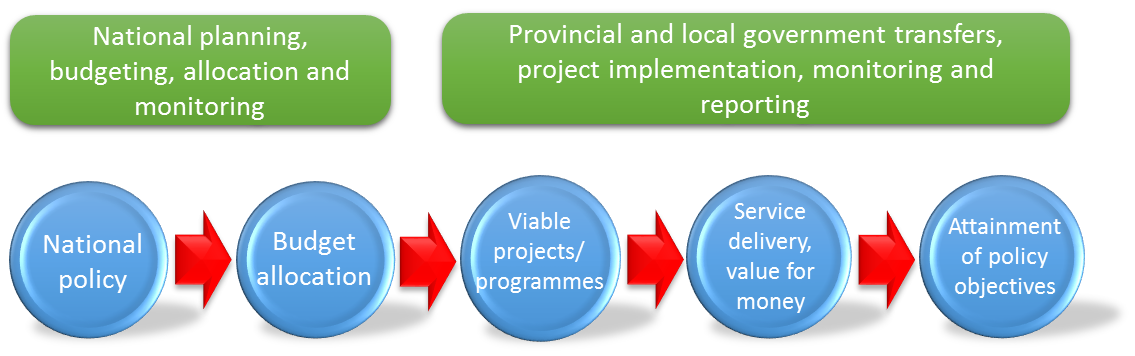 National planning,
budgeting, allocation and
monitoring
Provincial and local government transfers,
project implementation, monitoring and
reporting
National
policy
Budget
allocation
Viable
projects/
programmes
Service
delivery,
value for
money
Attainment
of policy
objectives